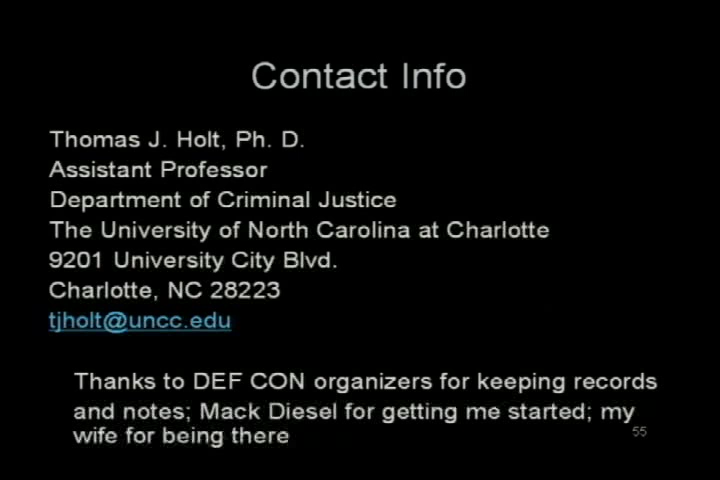 Contact Info
Thomas J. Holt, Ph. D.
Assistant Professor
Department of Criminal Justice
The University of North Carolina at Charlotte
9201 University City Blvd.
Charlotte, NC 28223
tjholt@uncc.edu
Thanks to DEF CON organizers for keeping records
and notes; Mack Diesel for getting me started; my
wife for being there
55